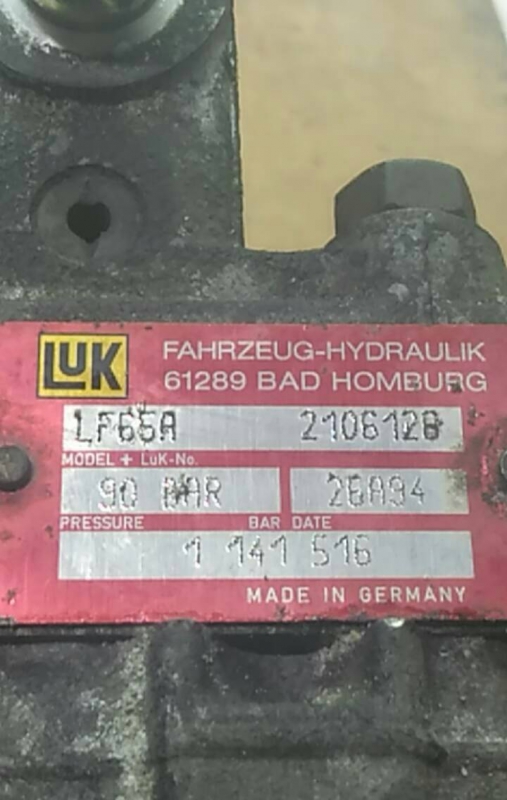 LUK
FAHRZEUG-HYDRAULIK
61289 BAD HOMBURG
LF66A 2106128
MODEL + LUK-No.
90 BAR 26A94
PRESSURE BAR DATE
1 141 516
MADE IN GERMANY